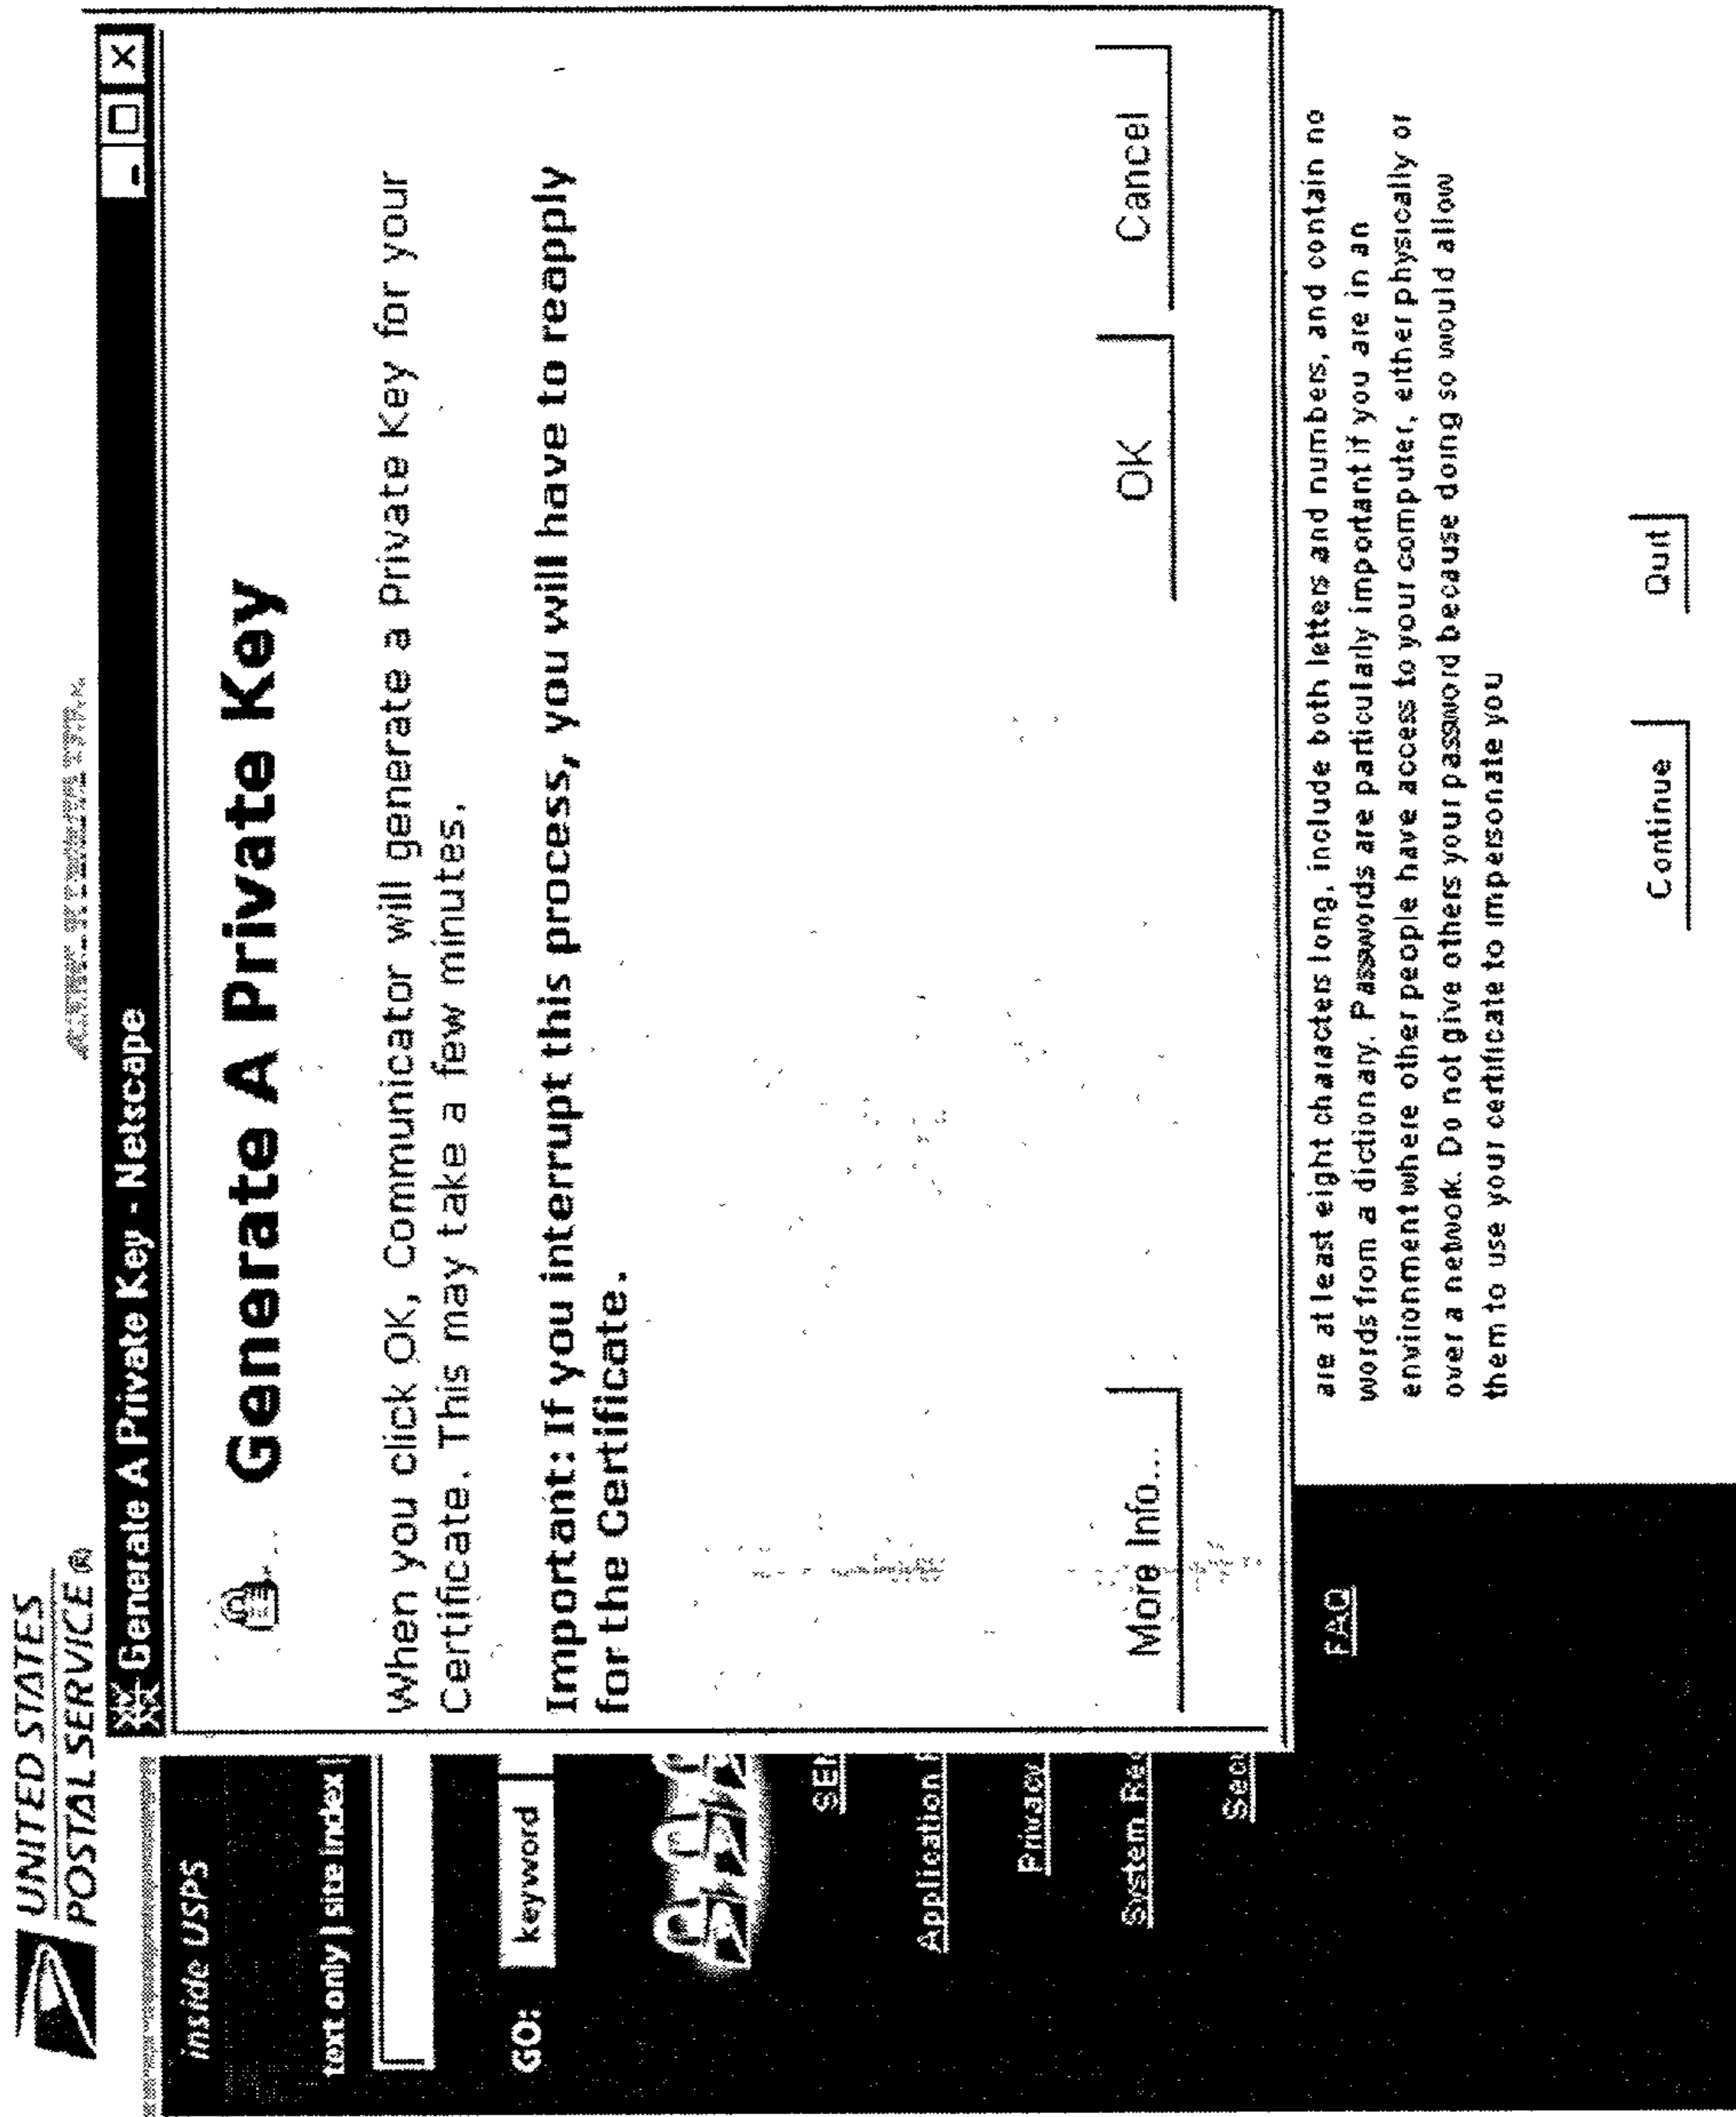 UNITED STATES
POSTAL SERVICE ®
Generate A Private Key - Netscape
inside USPS
text only | site index |
GO: keyword
Application
Privacy
System
FAQ
Generate A Private Key
When you click OK, Communicator will generate a Private Key for your
Certificate. This may take a few minutes.
Important: If you interrupt this process, you will have to reapply
for the Certificate.
More Info... OK Cancel
are at least eight characters long, include both letters and numbers, and contain no
words from a dictionary. Passwords are particularly important if you are in an
environment where other people have access to your computer, either physically or
over a network. Do not give others your password because doing so would allow
them to use your certificate to impersonate you
Continue Quit